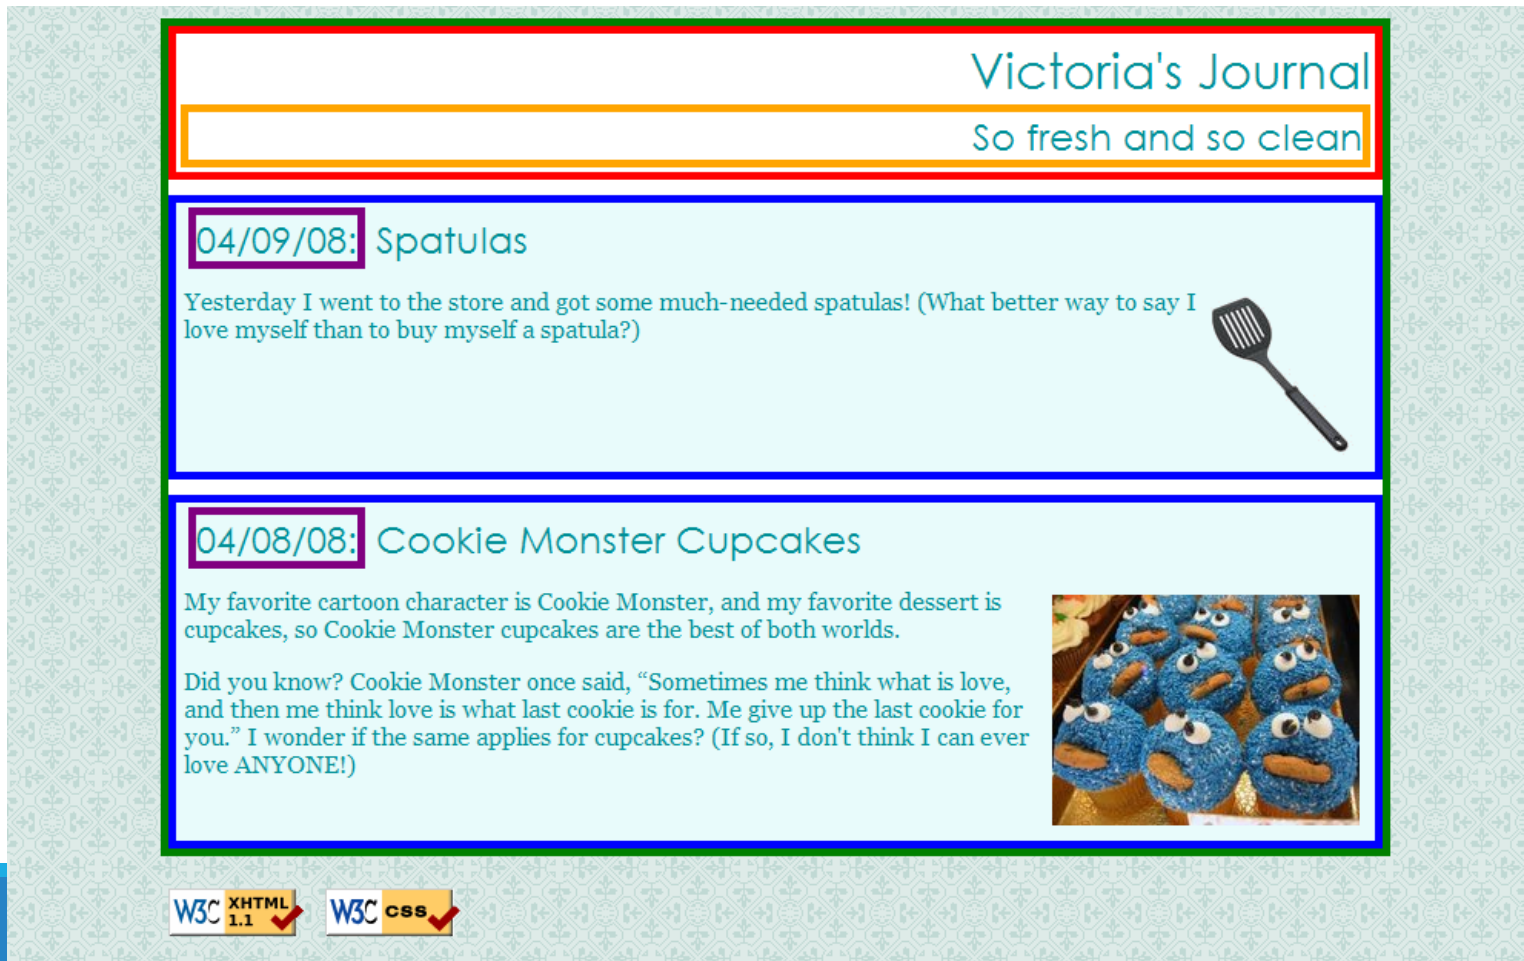 Victoria's Journal
So fresh and so clean
04/09/08: Spatulas
Yesterday I went to the store and got some much-needed spatulas! (What better way to say I
love myself than to buy myself a spatula?)
04/08/08: Cookie Monster Cupcakes
My favorite cartoon character is Cookie Monster, and my favorite dessert is
cupcakes, so Cookie Monster cupcakes are the best of both worlds.
Did you know? Cookie Monster once said, “Sometimes me think what is love,
and then me think love is what last cookie is for. Me give up the last cookie for
you.” I wonder if the same applies for cupcakes? (If so, I don't think I can ever
love ANYONE!)
W3C XHTML 1.1
W3C CSS